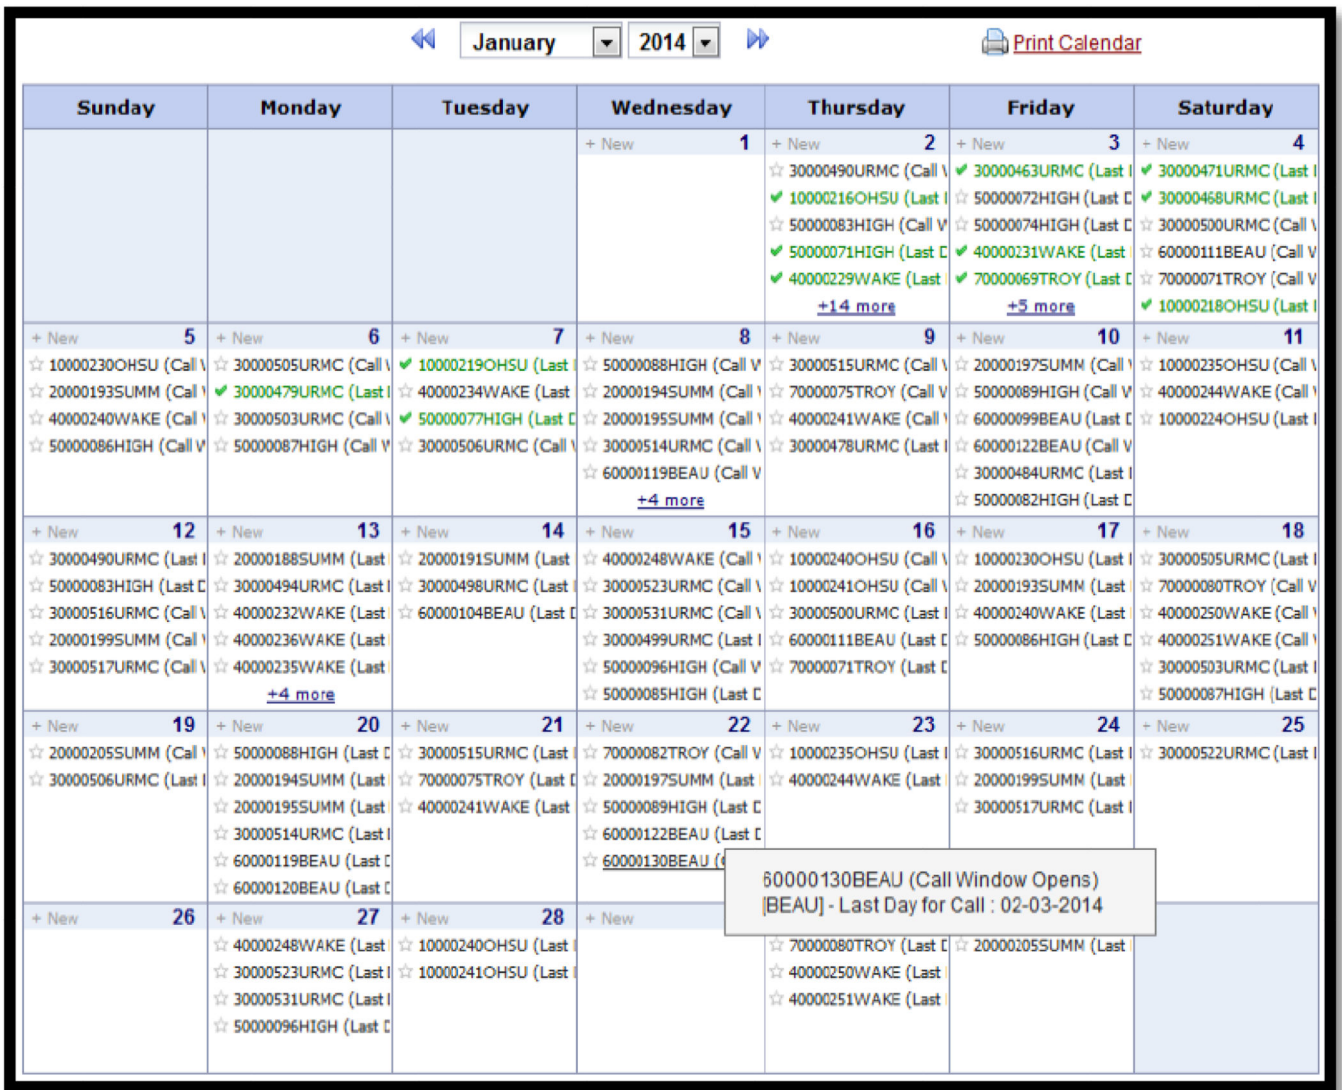 January 2014 Print Calendar
Sunday Monday Tuesday Wednesday Thursday Friday Saturday
+ New 1
+ New 2
30000490URMC (Call
10000216OHSU (Last
50000083HIGH (Call
50000071HIGH (Last
40000229WAKE (Last
+14 more
+ New 3
30000463URMC (Last
50000072HIGH (Last
50000074HIGH (Last
40000231WAKE (Last
70000069TROY (Last
+5 more
+ New 4
30000471URMC (Last
30000468URMC (Last
30000500URMC (Call
60000111BEAU (Call
70000071TROY (Call
10000218OHSU (Last
+ New 5
10000230OHSU (Call
20000193SUMM (Call
40000240WAKE (Call
50000086HIGH (Call
+ New 6
30000505URMC (Call
30000479URMC (Last
30000503URMC (Call
50000087HIGH (Call
+ New 7
10000219OHSU (Last
40000234WAKE (Last
50000077HIGH (Last
30000506URMC (Call
+ New 8
50000088HIGH (Call
20000194SUMM (Call
20000195SUMM (Call
30000514URMC (Call
60000119BEAU (Call
+4 more
+ New 9
30000515URMC (Call
70000075TROY (Call
40000241WAKE (Call
30000478URMC (Last
+ New 10
20000197SUMM (Call
50000089HIGH (Call
60000099BEAU (Last
60000122BEAU (Call
30000484URMC (Last
50000082HIGH (Last
+ New 11
10000235OHSU (Call
40000244WAKE (Call
10000224OHSU (Last
+ New 12
30000490URMC (Last
50000083HIGH (Last
30000516URMC (Call
20000199SUMM (Call
30000517URMC (Call
+ New 13
20000188SUMM (Last
30000494URMC (Last
40000232WAKE (Last
40000236WAKE (Last
40000235WAKE (Last
+4 more
+ New 14
20000191SUMM (Last
30000498URMC (Last
60000104BEAU (Last
+ New 15
40000248WAKE (Call
30000523URMC (Call
30000531URMC (Call
30000499URMC (Last
50000096HIGH (Call
50000085HIGH (Last
+ New 16
10000240OHSU (Call
10000241OHSU (Call
30000500URMC (Last
60000111BEAU (Last
70000071TROY (Last
+ New 17
10000230OHSU (Last
20000193SUMM (Last
40000240WAKE (Last
50000086HIGH (Last
+ New 18
30000505URMC (Last
70000080TROY (Call
40000250WAKE (Call
40000251WAKE (Call
30000503URMC (Last
50000087HIGH (Last
+ New 19
20000205SUMM (Call
30000506URMC (Last
+ New 20
50000088HIGH (Last
20000194SUMM (Last
20000195SUMM (Last
30000514URMC (Last
60000119BEAU (Last
60000120BEAU (Last
+ New 21
30000515URMC (Last
70000075TROY (Last
40000241WAKE (Last
+ New 22
70000082TROY (Call
20000197SUMM (Last
50000089HIGH (Last
60000122BEAU (Last
60000130BEAU
+ New 23
10000235OHSU (Last
40000244WAKE (Last
+ New 24
30000516URMC (Last
20000199SUMM (Last
30000517URMC (Last
+ New 25
30000522URMC (Last
60000130BEAU (Call Window Opens)
[BEAU] - Last Day for Call : 02-03-2014
+ New 26
+ New 27
40000248WAKE (Last
30000523URMC (Last
30000531URMC (Last
50000096HIGH (Last
+ New 28
10000240OHSU (Last
10000241OHSU (Last
+ New
70000080TROY (Last
40000250WAKE (Last
40000251WAKE (Last
20000205SUMM (Last